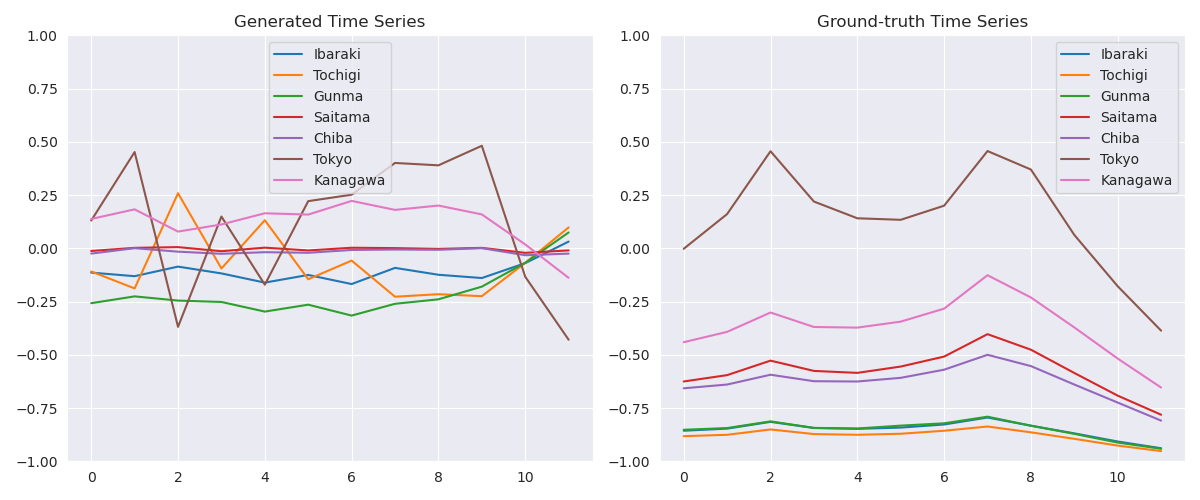 Generated Time Series
1.00
0.75
0.50
0.25
0.00
−0.25
−0.50
−0.75
−1.00
0 2 4 6 8 10
Ibaraki
Tochigi
Gunma
Saitama
Chiba
Tokyo
Kanagawa
Ground-truth Time Series
1.00
0.75
0.50
0.25
0.00
−0.25
−0.50
−0.75
−1.00
0 2 4 6 8 10
Ibaraki
Tochigi
Gunma
Saitama
Chiba
Tokyo
Kanagawa